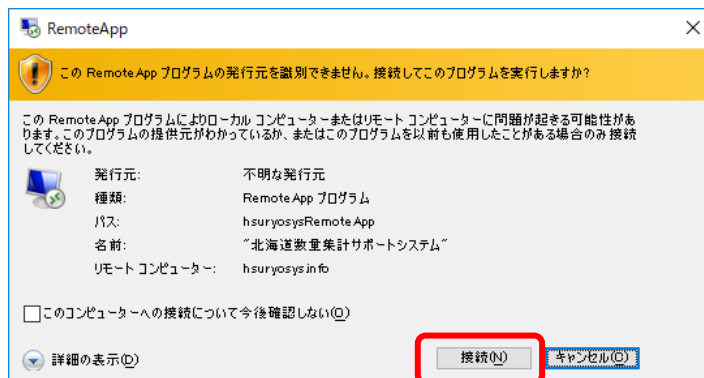 RemoteApp
この RemoteApp プログラムの発行元を識別できません。接続してこのプログラムを実行しますか?
この RemoteApp プログラムによりローカル コンピューターまたはリモート コンピューターに問題が起きる可能性があ
ります。このプログラムの提供元がわかっているか、またはこのプログラムを以前も使用したことがある場合のみ接続
してください。
発行元: 不明な発行元
種類: RemoteApp プログラム
パス: hsuryosysRemoteApp
名前: "北海道数量集計サポートシステム"
リモート コンピューター: hsuryosys.info
このコンピューターへの接続について今後確認しない(O)
詳細の表示(D)
接続(N)
キャンセル(C)